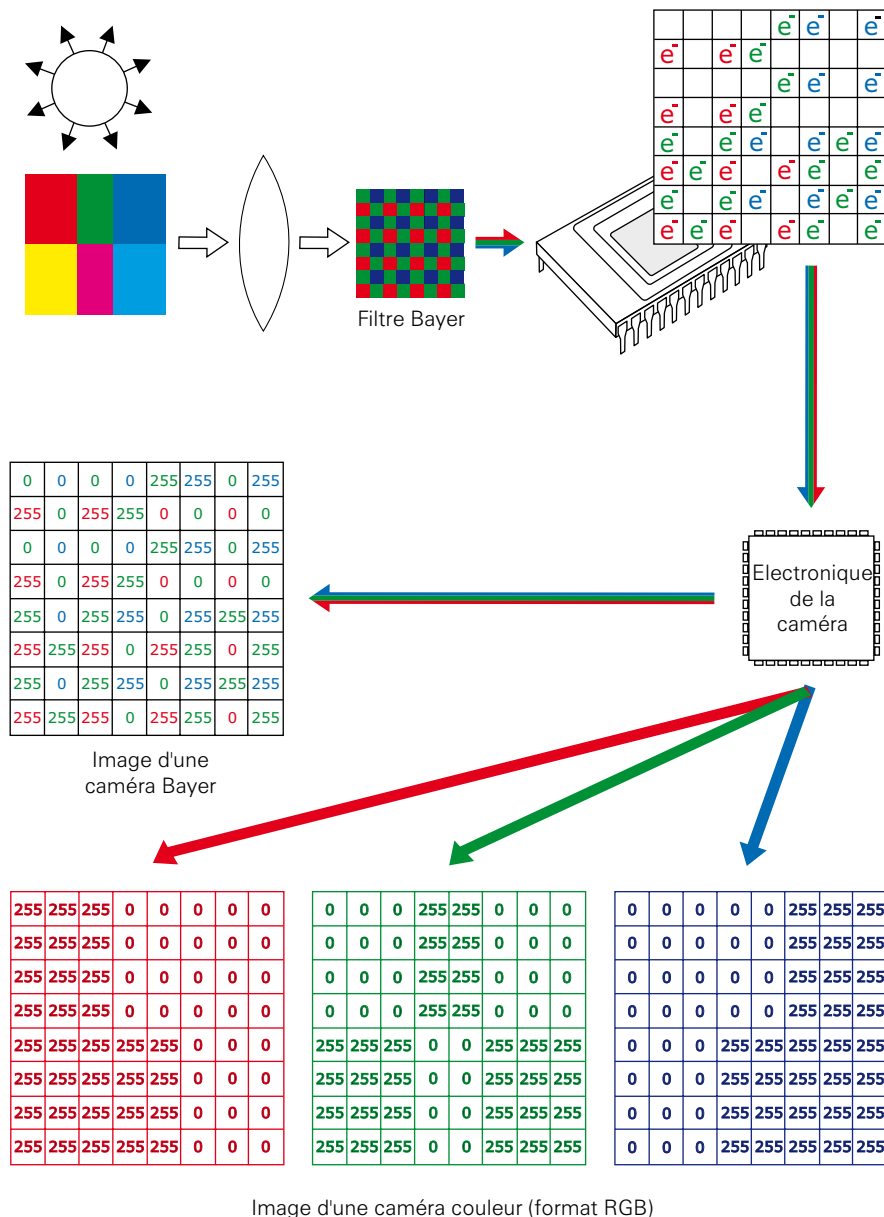 e⁻ e⁻ e⁻
e⁻ e⁻ e⁻
e⁻ e⁻ e⁻
e⁻ e⁻ e⁻
e⁻ e⁻ e⁻ e⁻ e⁻ e⁻
e⁻ e⁻ e⁻ e⁻ e⁻ e⁻
e⁻ e⁻ e⁻ e⁻ e⁻ e⁻
e⁻ e⁻ e⁻ e⁻ e⁻ e⁻
Filtre Bayer
0 0 0 0 255 255 0 255
255 0 255 255 0 0 0 0
0 0 0 0 255 255 0 255
255 0 255 255 0 0 0 0
255 0 255 255 0 255 255 255
255 255 255 0 255 255 0 255
255 0 255 255 0 255 255 255
255 255 255 0 255 255 0 255
Electronique
de la
caméra
Image d'une
caméra Bayer
255 255 255 0 0 0 0 0
255 255 255 0 0 0 0 0
255 255 255 0 0 0 0 0
255 255 255 0 0 0 0 0
255 255 255 255 255 0 0 0
255 255 255 255 255 0 0 0
255 255 255 255 255 0 0 0
255 255 255 255 255 0 0 0
0 0 0 255 255 0 0 0
0 0 0 255 255 0 0 0
0 0 0 255 255 0 0 0
0 0 0 255 255 0 0 0
255 255 255 0 0 255 255 255
255 255 255 0 0 255 255 255
255 255 255 0 0 255 255 255
255 255 255 0 0 255 255 255
0 0 0 0 0 255 255 255
0 0 0 0 0 255 255 255
0 0 0 0 0 255 255 255
0 0 0 0 0 255 255 255
0 0 0 255 255 255 255 255
0 0 0 255 255 255 255 255
0 0 0 255 255 255 255 255
0 0 0 255 255 255 255 255
Image d'une caméra couleur (format RGB)